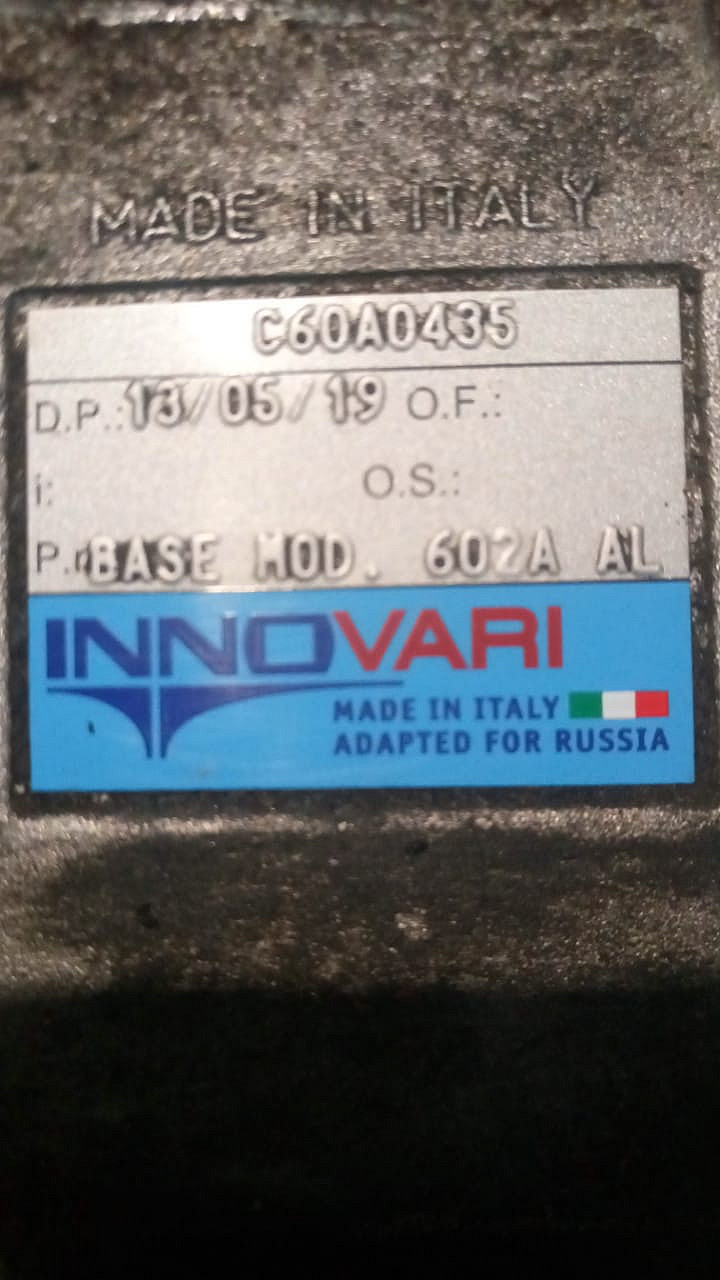 MADE IN ITALY
C60A0435
D.P.: 13/05/19 O.F.:
i: O.S.:
P. BASE MOD. 602A AL
INNOVARI
MADE IN ITALY
ADAPTED FOR RUSSIA